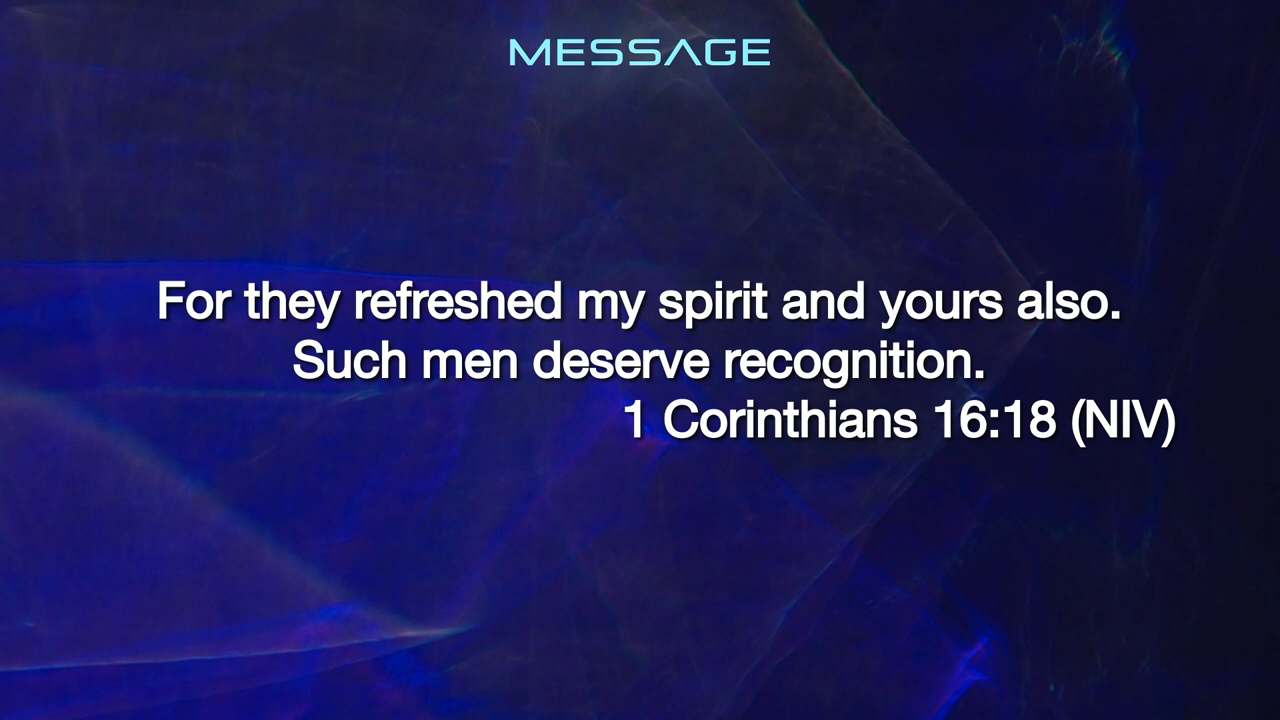 MESSAGE
For they refreshed my spirit and yours also.
Such men deserve recognition.
1 Corinthians 16:18 (NIV)